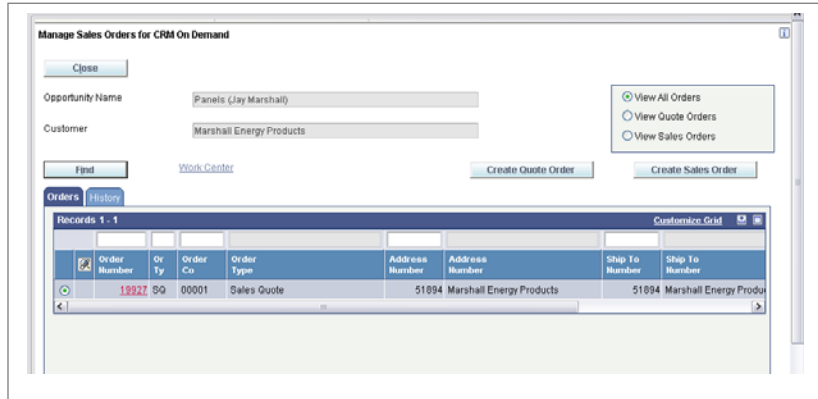 Manage Sales Orders for CRM On Demand
Close
Opportunity Name Panels (Jay Marshall)
Customer Marshall Energy Products
View All Orders
View Quote Orders
View Sales Orders
Find Work Center Create Quote Order Create Sales Order
Orders History
Records 1 - 1 Customize Grid
Order Number Or Ty Order Co Order Type Address Number Address Number Ship To Number Ship To Number
19927 SQ 00001 Sales Quote 51894 Marshall Energy Products 51894 Marshall Energy Produ